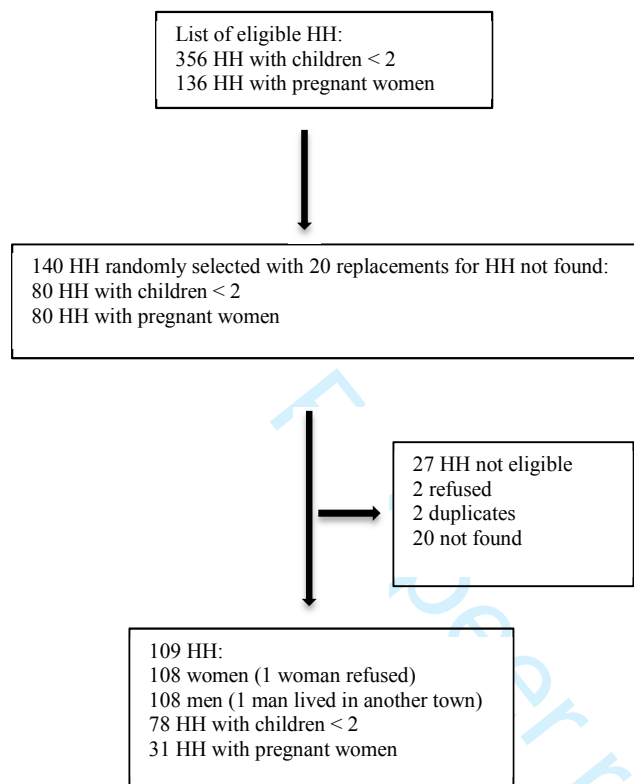 List of eligible HH:
356 HH with children < 2
136 HH with pregnant women
140 HH randomly selected with 20 replacements for HH not found:
80 HH with children < 2
80 HH with pregnant women
27 HH not eligible
2 refused
2 duplicates
20 not found
109 HH:
108 women (1 woman refused)
108 men (1 man lived in another town)
78 HH with children < 2
31 HH with pregnant women